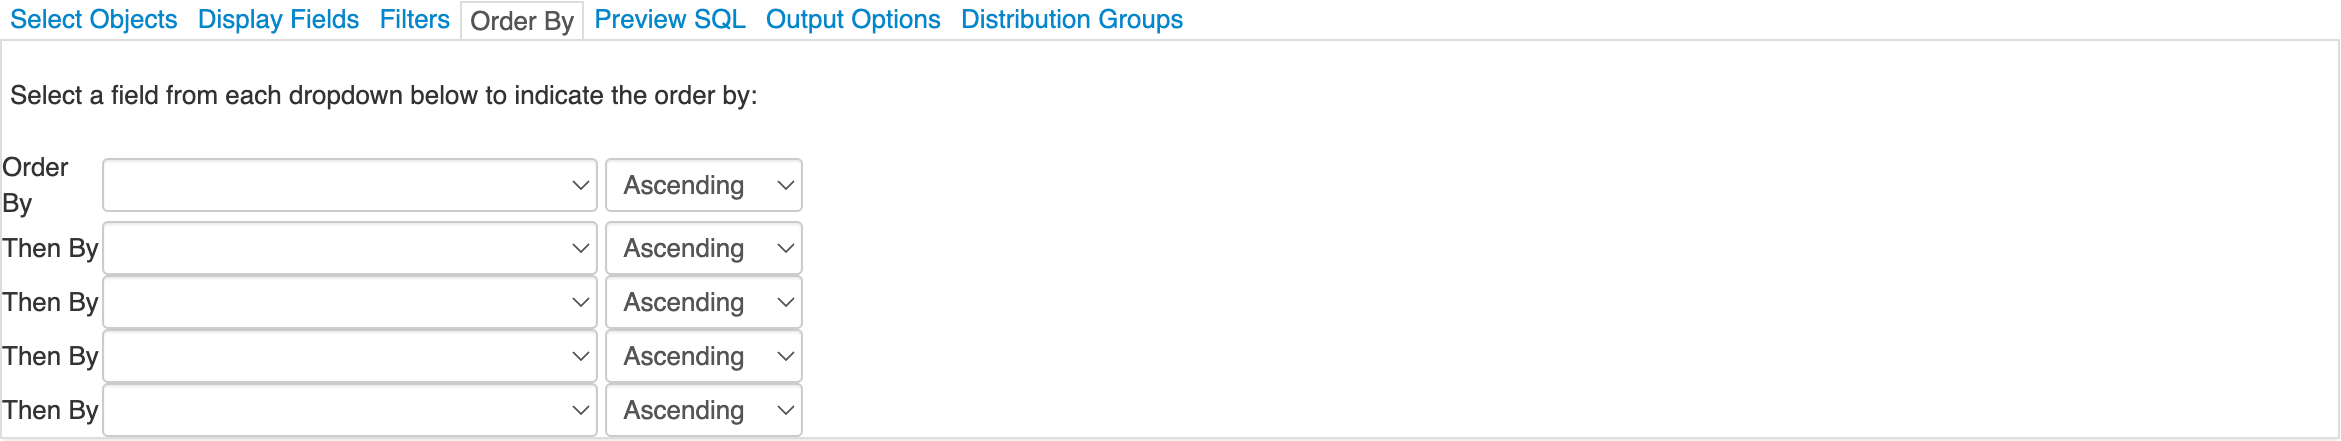 Select Objects Display Fields Filters Order By Preview SQL Output Options Distribution Groups
Select a field from each dropdown below to indicate the order by:
Order
By
Ascending
Then By Ascending
Then By Ascending
Then By Ascending
Then By Ascending